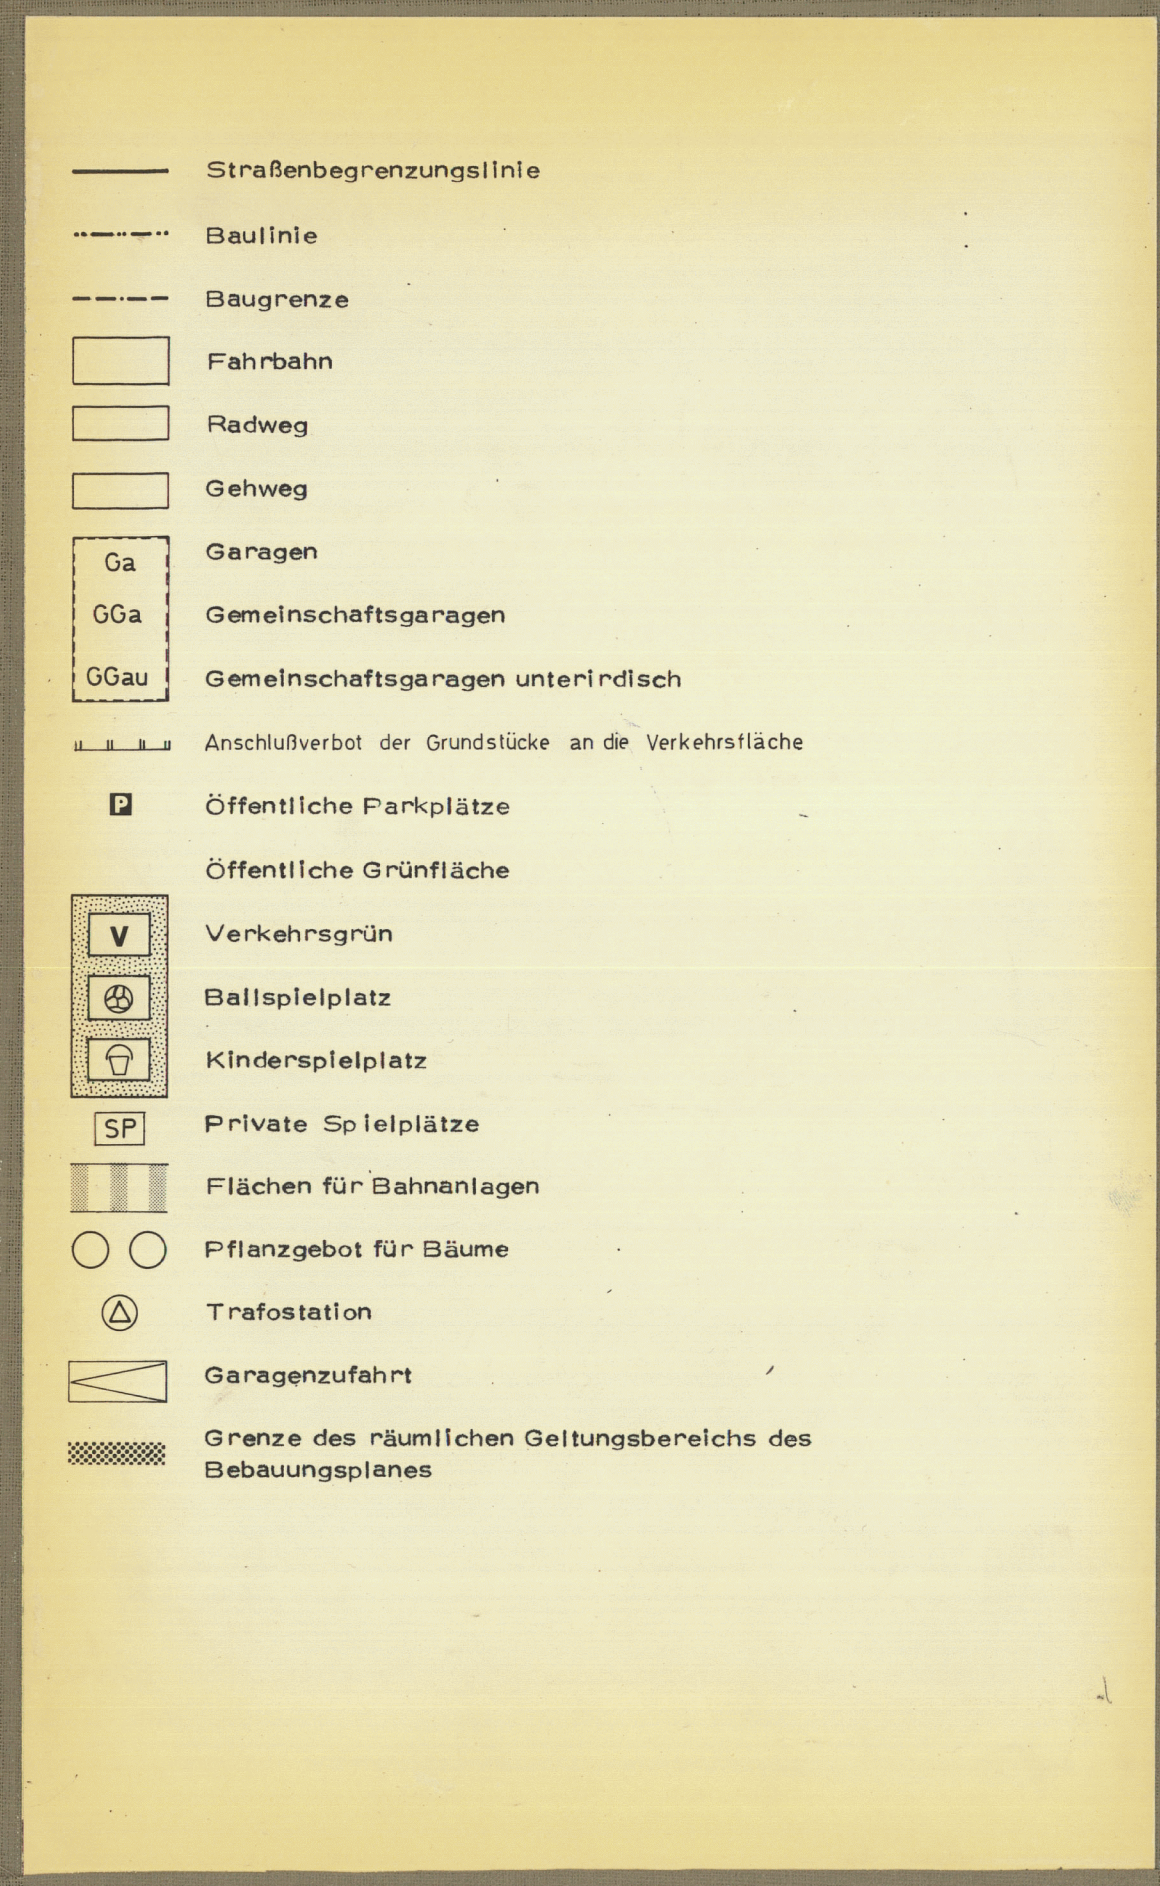 Straßenbegrenzungslinie
Baulinie
Baugrenze
Fahrbahn
Radweg
Gehweg
Ga Garagen
GGa Gemeinschaftsgaragen
GGau Gemeinschaftsgaragen unterirdisch
Anschlußverbot der Grundstücke an die Verkehrsfläche
P Öffentliche Parkplätze
Öffentliche Grünfläche
V Verkehrsgrün
Ballspielplatz
Kinderspielplatz
SP Private Spielplätze
Flächen für Bahnanlagen
Pflanzgebot für Bäume
Trafostation
Garagenzufahrt
Grenze des räumlichen Geltungsbereichs des
Bebauungsplanes